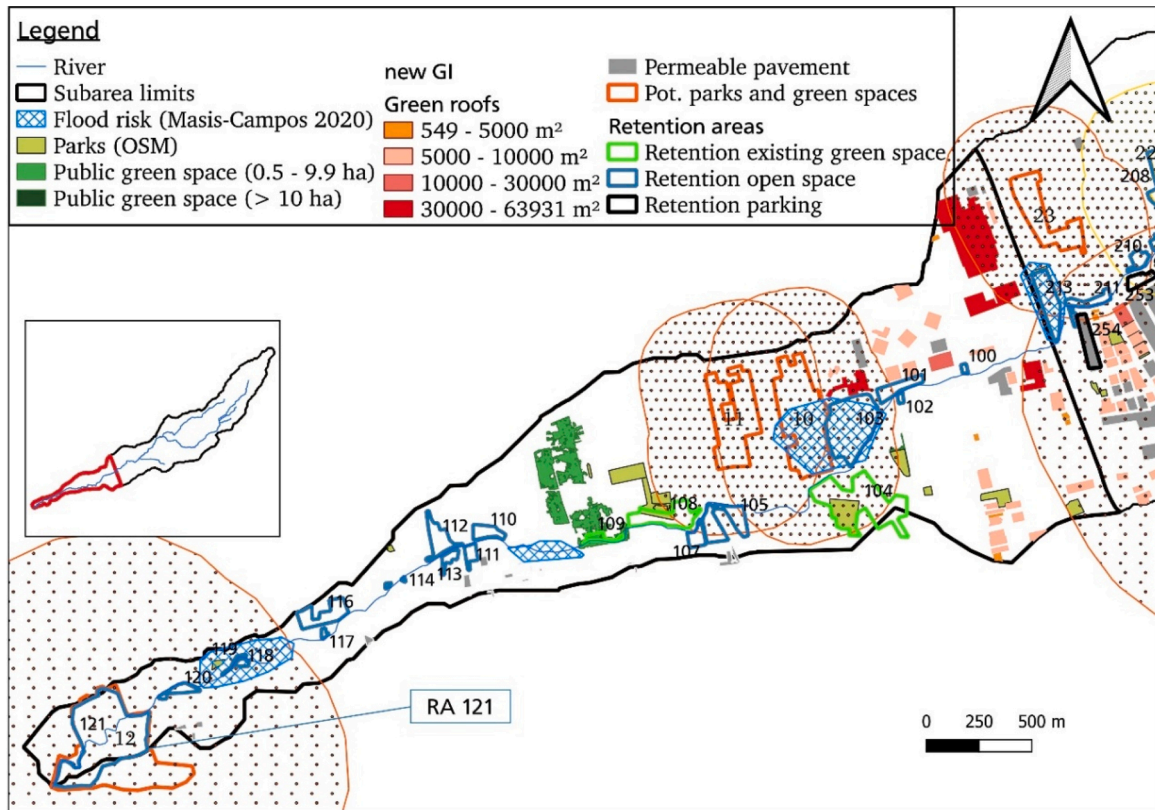 Legend
River
Subarea limits
Flood risk (Masis-Campos 2020)
Parks (OSM)
Public green space (0.5 - 9.9 ha)
Public green space (> 10 ha)
new GI
Green roofs
549 - 5000 m²
5000 - 10000 m²
10000 - 30000 m²
30000 - 63931 m²
Permeable pavement
Pot. parks and green spaces
Retention areas
Retention existing green space
Retention open space
Retention parking
23
208
210
213
211
253
254
100
101
102
11
10
103
104
108
105
109
107
112
110
111
113
114
116
117
119
118
120
121
12
RA 121
0 250 500 m